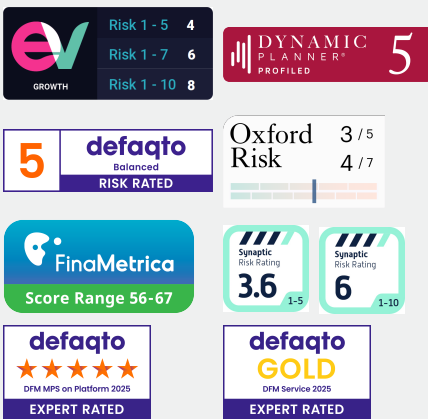 ev
GROWTH
Risk 1 - 5 4
Risk 1 - 7 6
Risk 1 - 10 8
DYNAMIC
PLANNER®
PROFILED
5
5
defaqto
Balanced
RISK RATED
Oxford
Risk
3 / 5
4 / 7
FinaMetrica
Score Range 56-67
Synaptic
Risk Rating
3.6
1-5
Synaptic
Risk Rating
6
1-10
defaqto
DFM MPS on Platform 2025
EXPERT RATED
defaqto
GOLD
DFM Service 2025
EXPERT RATED